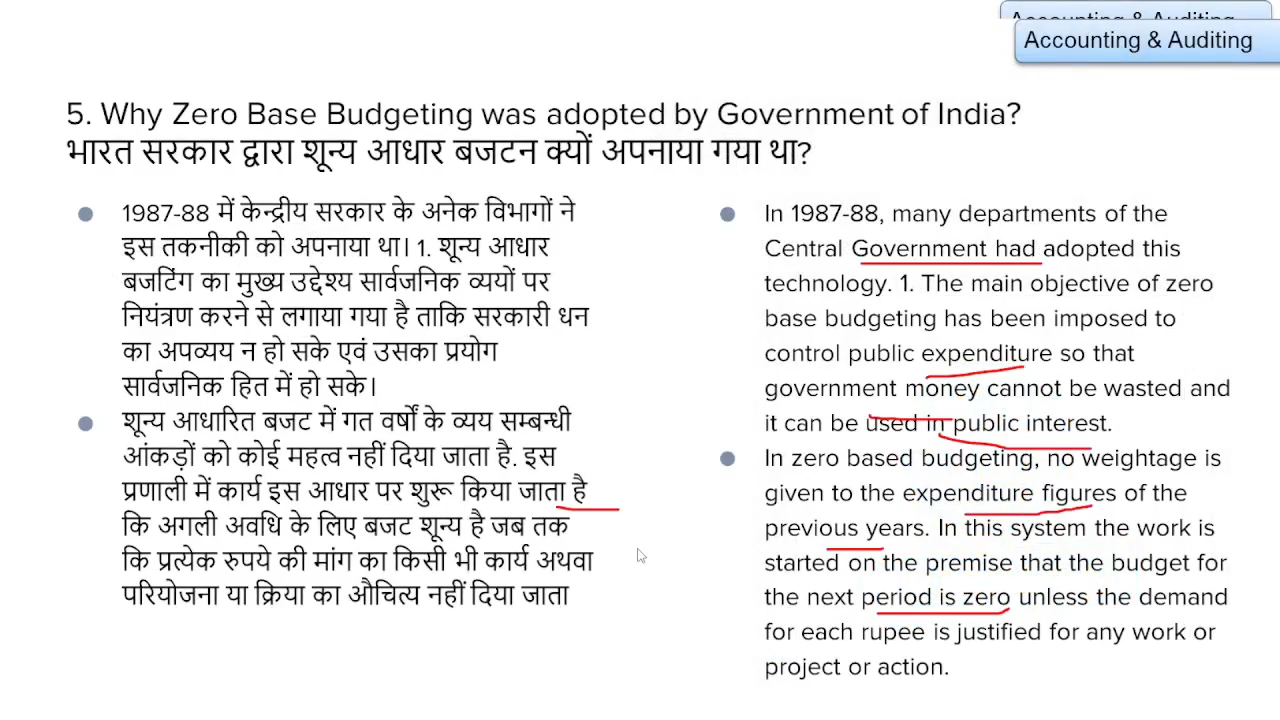 Accounting & Auditing
Accounting & Auditing
5. Why Zero Base Budgeting was adopted by Government of India?
भारत सरकार द्वारा शून्य आधार बजटन क्यों अपनाया गया था?
1987-88 में केन्द्रीय सरकार के अनेक विभागों ने
इस तकनीकी को अपनाया था। 1. शून्य आधार
बजटिंग का मुख्य उद्देश्य सार्वजनिक व्ययों पर
नियंत्रण करने से लगाया गया है ताकि सरकारी धन
का अपव्यय न हो सके एवं उसका प्रयोग
सार्वजनिक हित में हो सके।
शून्य आधारित बजट में गत वर्षों के व्यय सम्बन्धी
आंकड़ों को कोई महत्व नहीं दिया जाता है. इस
प्रणाली में कार्य इस आधार पर शुरू किया जाता है
कि अगली अवधि के लिए बजट शून्य है जब तक
कि प्रत्येक रुपये की मांग का किसी भी कार्य अथवा
परियोजना या क्रिया का औचित्य नहीं दिया जाता
In 1987-88, many departments of the
Central Government had adopted this
technology. 1. The main objective of zero
base budgeting has been imposed to
control public expenditure so that
government money cannot be wasted and
it can be used in public interest.
In zero based budgeting, no weightage is
given to the expenditure figures of the
previous years. In this system the work is
started on the premise that the budget for
the next period is zero unless the demand
for each rupee is justified for any work or
project or action.